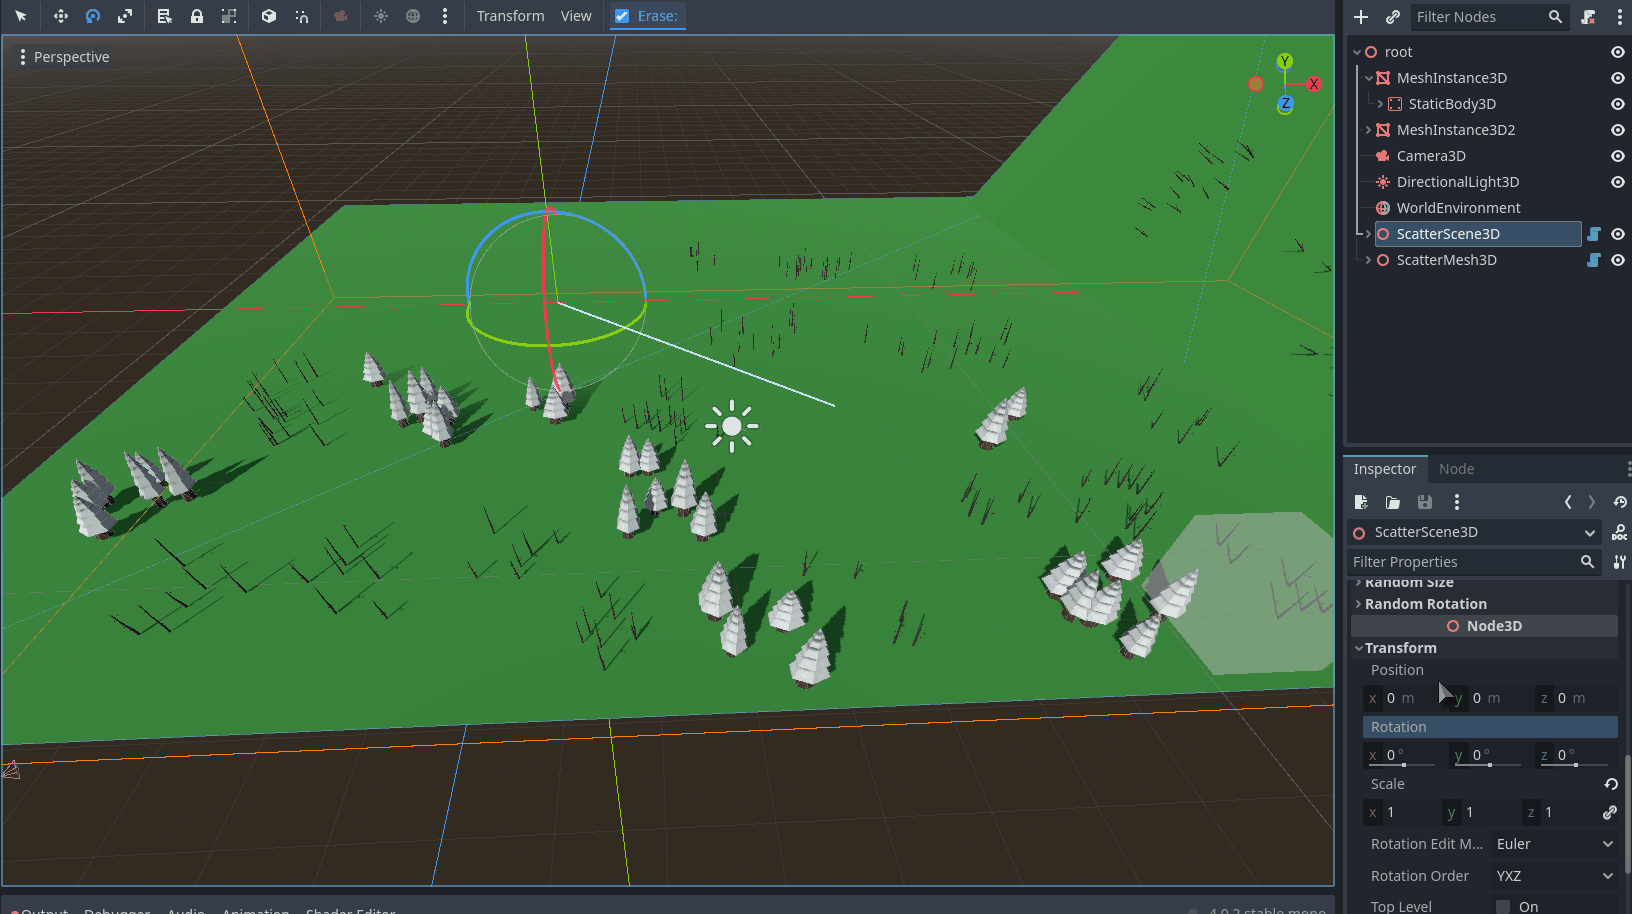 Transform View Erase:
Perspective
Y
X
Z
Filter Nodes
root
MeshInstance3D
StaticBody3D
MeshInstance3D2
Camera3D
DirectionalLight3D
WorldEnvironment
ScatterScene3D
ScatterMesh3D
Inspector Node
ScatterScene3D
Filter Properties
Random Size
Random Rotation
Node3D
Transform
Position
x 0 m y 0 m z 0 m
Rotation
x 0 ° y 0 ° z 0 °
Scale
x 1 y 1 z 1
Rotation Edit M... Euler
Rotation Order YXZ
Top Level On
Output Debugger Audio Animation Shader Editor 4.0.2.stable.mono